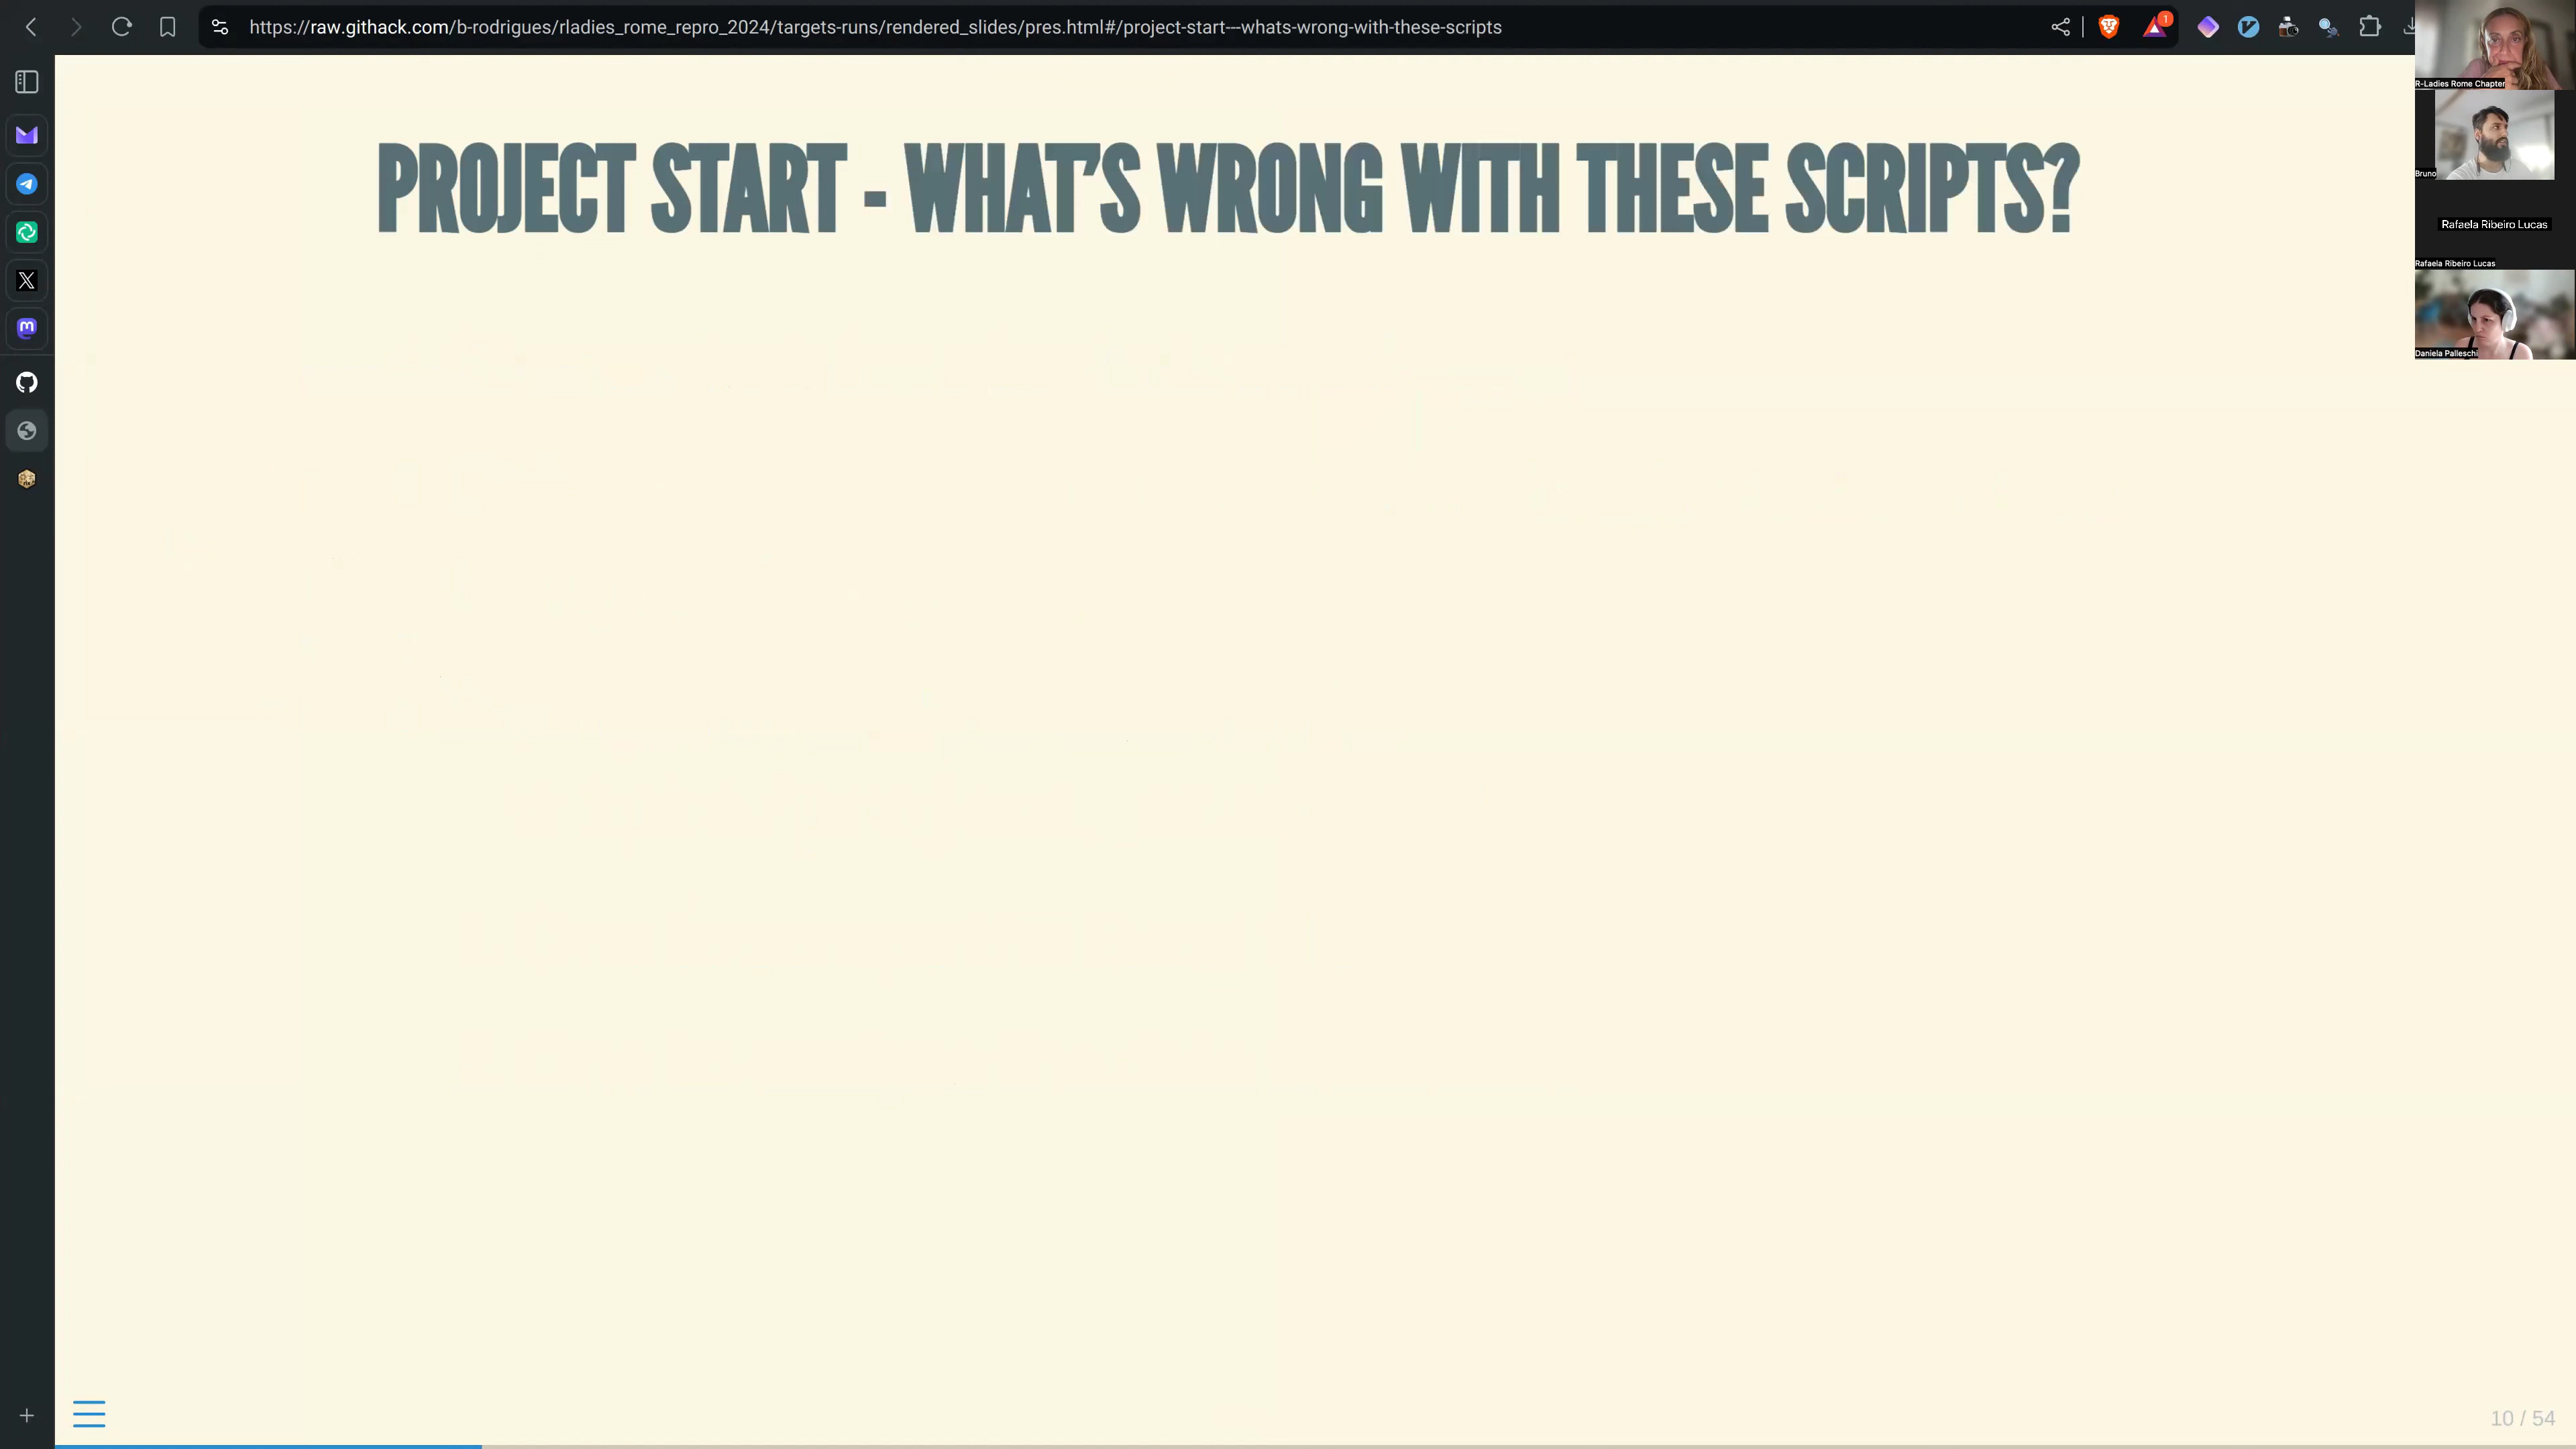 https://raw.githack.com/b-rodrigues/rladies_rome_repro_2024/targets-runs/rendered_slides/pres.html#/project-start---whats-wrong-with-these-scripts
1
R-Ladies Rome Chapter
Bruno
Rafaela Ribeiro Lucas
Rafaela Ribeiro Lucas
Daniela Palleschi
PROJECT START - WHAT'S WRONG WITH THESE SCRIPTS?
10 / 54